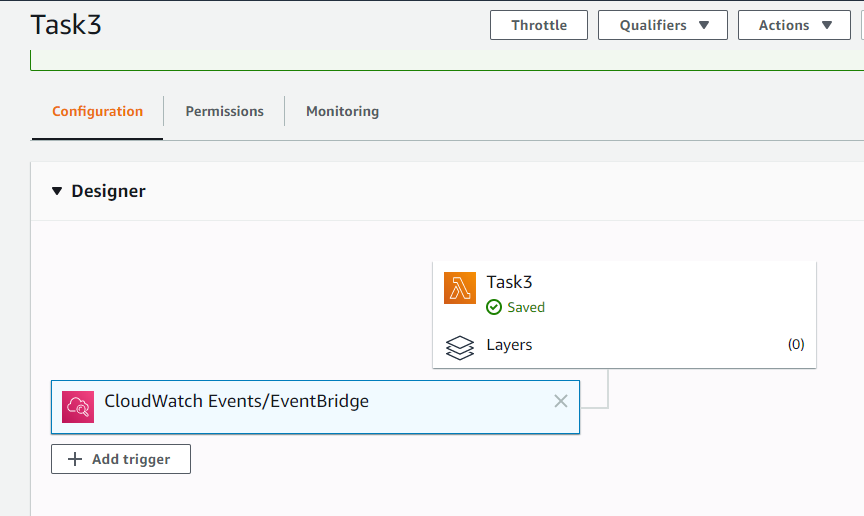 Task3
Throttle
Qualifiers
Actions
Configuration
Permissions
Monitoring
Designer
Task3
Saved
Layers
(0)
CloudWatch Events/EventBridge
Add trigger